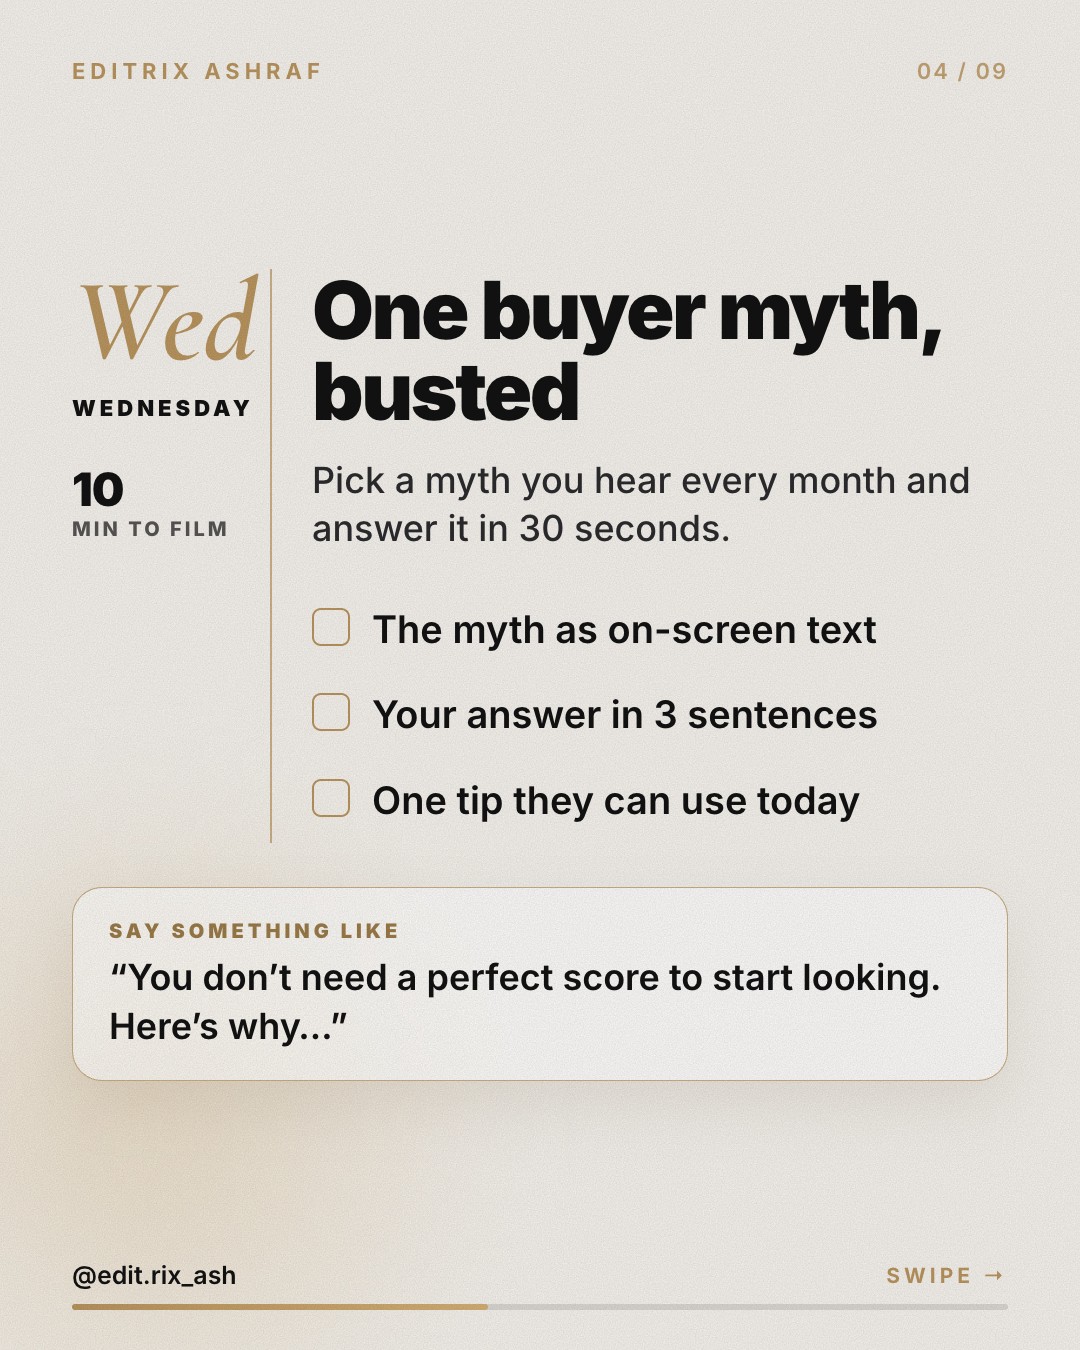 EDITRIX ASHRAF
04 / 09
Wed
WEDNESDAY
10
MIN TO FILM
One buyer myth,
busted
Pick a myth you hear every month and
answer it in 30 seconds.
The myth as on-screen text
Your answer in 3 sentences
One tip they can use today
SAY SOMETHING LIKE
“You don’t need a perfect score to start looking.
Here’s why…”
@edit.rix_ash
SWIPE →